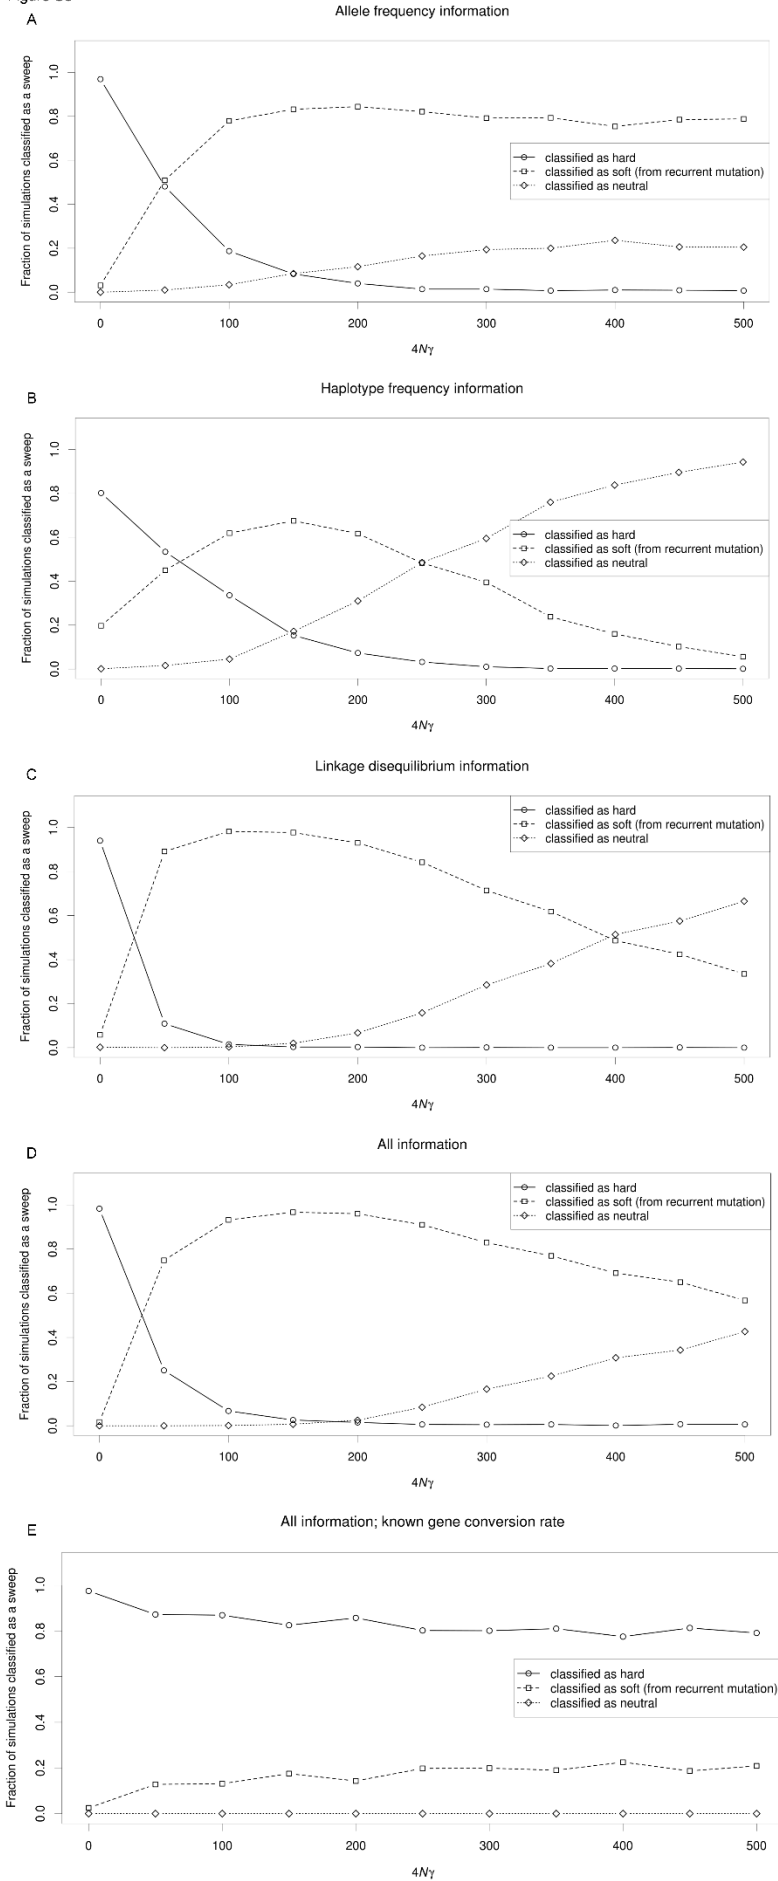 A
Allele frequency information
Fraction of simulations classified as a sweep
1.0
0.8
0.6
0.4
0.2
0.0
classified as hard
classified as soft (from recurrent mutation)
classified as neutral
0 100 200 300 400 500
4Nγ
B
Haplotype frequency information
Fraction of simulations classified as a sweep
1.0
0.8
0.6
0.4
0.2
0.0
classified as hard
classified as soft (from recurrent mutation)
classified as neutral
0 100 200 300 400 500
4Nγ
C
Linkage disequilibrium information
Fraction of simulations classified as a sweep
1.0
0.8
0.6
0.4
0.2
0.0
classified as hard
classified as soft (from recurrent mutation)
classified as neutral
0 100 200 300 400 500
4Nγ
D
All information
Fraction of simulations classified as a sweep
1.0
0.8
0.6
0.4
0.2
0.0
classified as hard
classified as soft (from recurrent mutation)
classified as neutral
0 100 200 300 400 500
4Nγ
E
All information; known gene conversion rate
Fraction of simulations classified as a sweep
1.0
0.8
0.6
0.4
0.2
0.0
classified as hard
classified as soft (from recurrent mutation)
classified as neutral
0 100 200 300 400 500
4Nγ